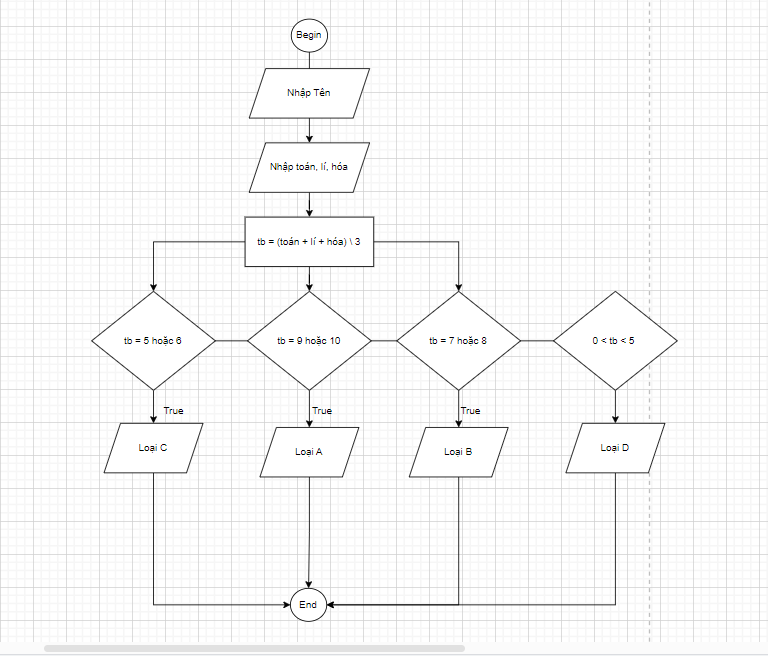 Begin
Nhập Tên
Nhập toán, lí, hóa
tb = (toán + lí + hóa) \ 3
tb = 5 hoặc 6
tb = 9 hoặc 10
tb = 7 hoặc 8
0 < tb < 5
True
True
True
Loại C
Loại A
Loại B
Loại D
End